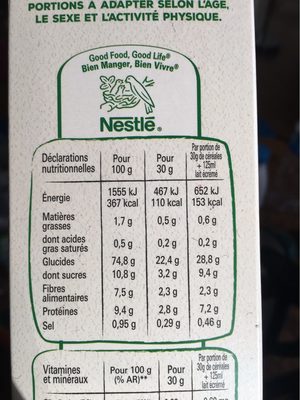 PORTIONS À ADAPTER SELON L'ÂGE,
LE SEXE ET L'ACTIVITÉ PHYSIQUE.
Good Food, Good Life®
Bien Manger, Bien Vivre®
Nestlé®
Déclarations nutritionnelles Pour 100 g Pour 30 g Par portion de 30g de céréales + 125ml lait écrémé
Énergie 1555 kJ 467 kJ 652 kJ
367 kcal 110 kcal 153 kcal
Matières grasses 1,7 g 0,5 g 0,6 g
dont acides gras saturés 0,5 g 0,2 g 0,2 g
Glucides 74,8 g 22,4 g 28,8 g
dont sucres 10,8 g 3,2 g 9,4 g
Fibres alimentaires 7,5 g 2,3 g 2,3 g
Protéines 9,4 g 2,8 g 7,2 g
Sel 0,95 g 0,29 g 0,46 g
Vitamines et minéraux Pour 100 g (% AR)** Pour 30 g Par portion de 30g de céréales + 125ml lait écrémé